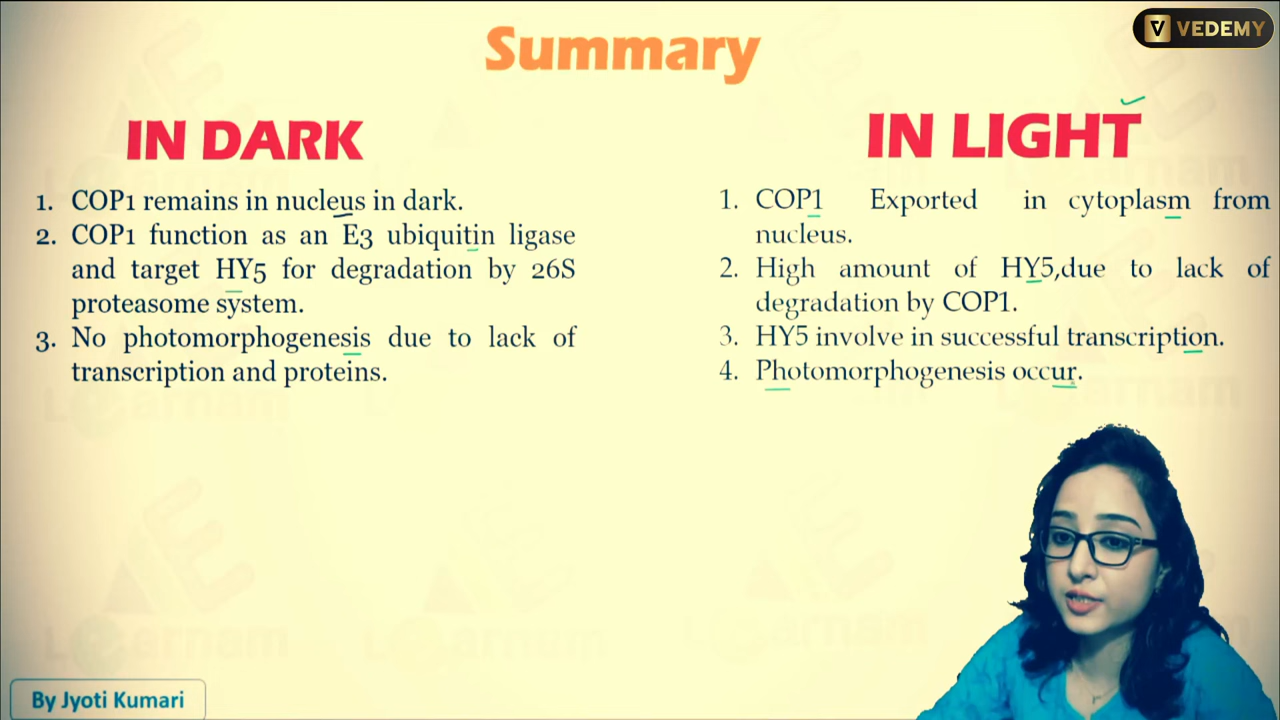 VEDEMY
Summary
IN DARK
1. COP1 remains in nucleus in dark.
2. COP1 function as an E3 ubiquitin ligase
and target HY5 for degradation by 26S
proteasome system.
3. No photomorphogenesis due to lack of
transcription and proteins.
IN LIGHT
1. COP1 Exported in cytoplasm from
nucleus.
2. High amount of HY5,due to lack of
degradation by COP1.
3. HY5 involve in successful transcription.
4. Photomorphogenesis occur.
By Jyoti Kumari